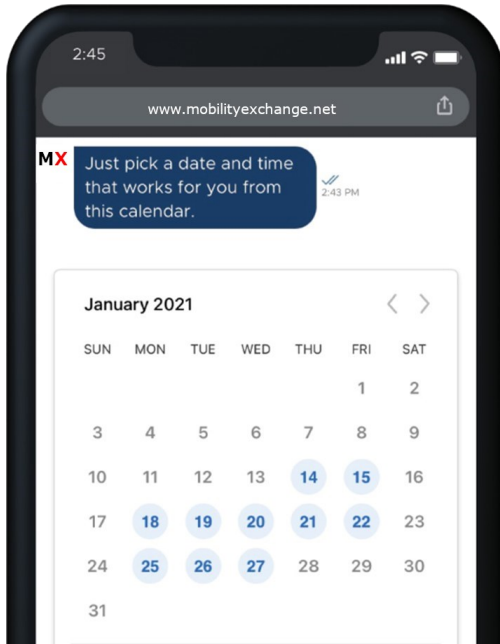 2:45
www.mobilityexchange.net
MX
Just pick a date and time
that works for you from
this calendar.
2:43 PM
January 2021
SUN MON TUE WED THU FRI SAT
1 2
3 4 5 6 7 8 9
10 11 12 13 14 15 16
17 18 19 20 21 22 23
24 25 26 27 28 29 30
31